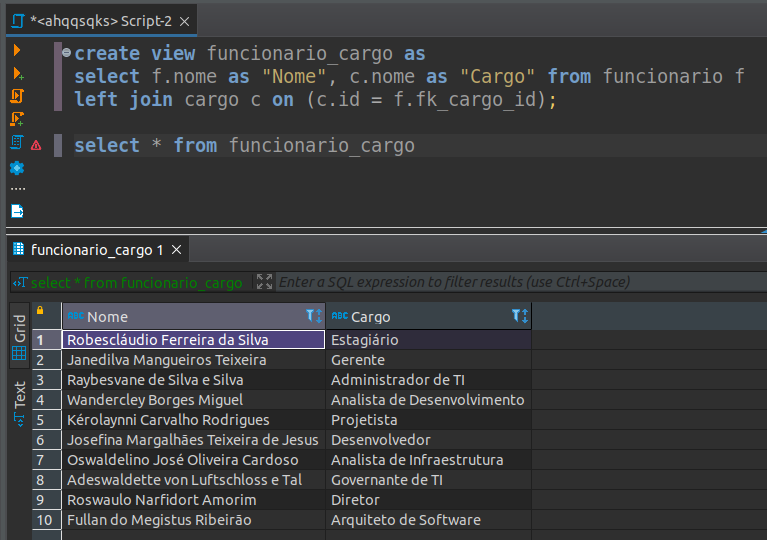 *<ahqqsqks> Script-2
create view funcionario_cargo as
select f.nome as "Nome", c.nome as "Cargo" from funcionario f
left join cargo c on (c.id = f.fk_cargo_id);
select * from funcionario_cargo
funcionario_cargo 1
select * from funcionario_cargo Enter a SQL expression to filter results (use Ctrl+Space)
Grid
Text
ABC Nome ABC Cargo
1 Robescláudio Ferreira da Silva Estagiário
2 Janedilva Mangueiros Teixeira Gerente
3 Raybesvane de Silva e Silva Administrador de TI
4 Wandercley Borges Miguel Analista de Desenvolvimento
5 Kérolaynni Carvalho Rodrigues Projetista
6 Josefina Margalhães Teixeira de Jesus Desenvolvedor
7 Oswaldelino José Oliveira Cardoso Analista de Infraestrutura
8 Adeswaldette von Luftschloss e Tal Governante de TI
9 Roswaulo Narfidort Amorim Diretor
10 Fullan do Megistus Ribeirão Arquiteto de Software